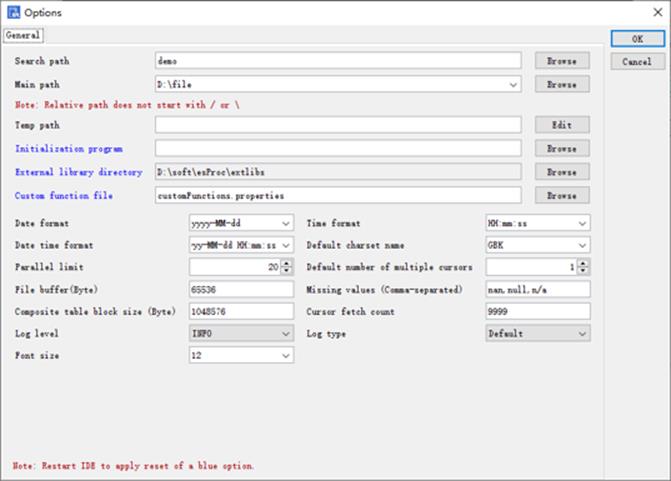 Options
General
OK
Search path demo Browse
Cancel
Main path D:\file Browse
Note: Relative path does not start with / or \
Temp path Edit
Initialization program Browse
External library directory D:\soft\esProc\extlibs Browse
Custom function file customFunctions.properties Browse
Date format yyyy-MM-dd Time format HH:mm:ss
Date time format yy-MM-dd HH:mm:ss Default charset name GBK
Parallel limit 20 Default number of multiple cursors 1
File buffer(Byte) 65536 Missing values (Comma-separated) nan,null,n/a
Composite table block size (Byte) 1048576 Cursor fetch count 9999
Log level INFO Log type Default
Font size 12
Note: Restart IDE to apply reset of a blue option.